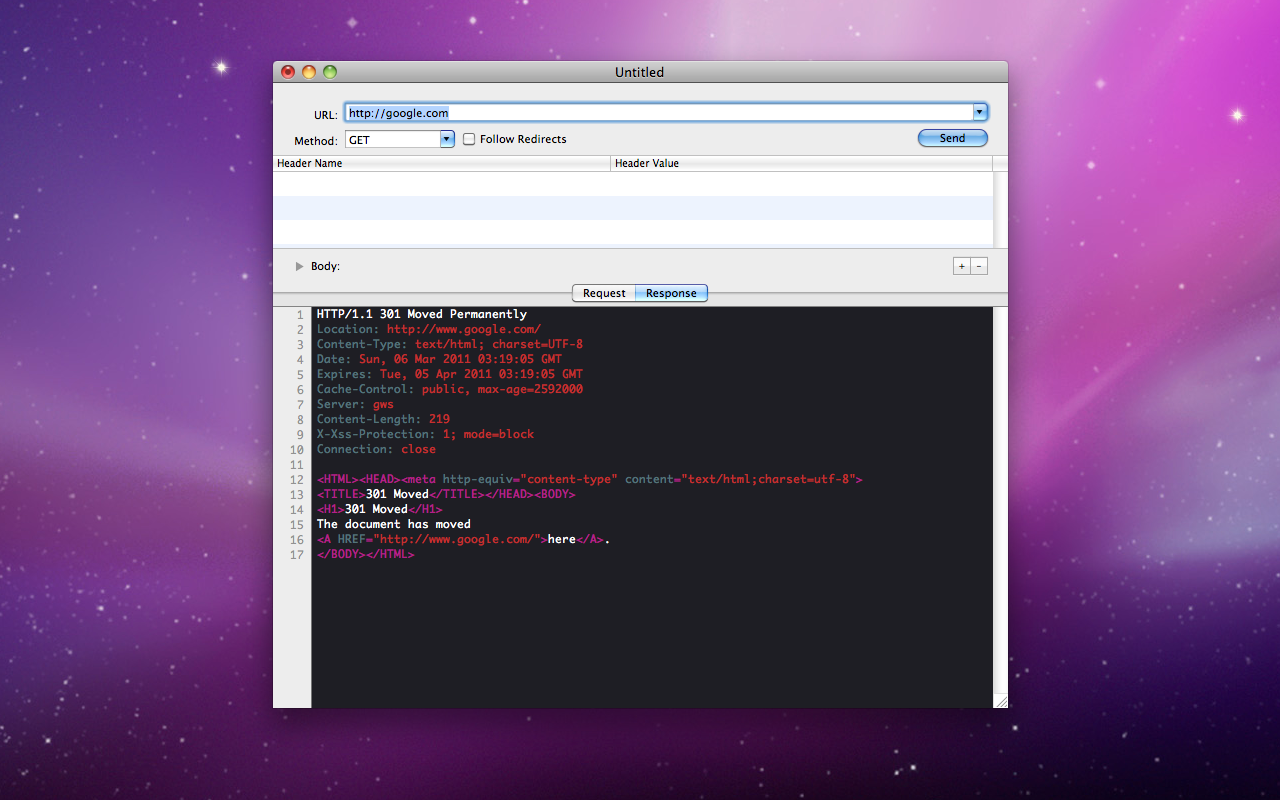 Untitled
URL: http://google.com
Method: GET Follow Redirects Send
Header Name Header Value
Body: + -
Request Response
1 HTTP/1.1 301 Moved Permanently
2 Location: http://www.google.com/
3 Content-Type: text/html; charset=UTF-8
4 Date: Sun, 06 Mar 2011 03:19:05 GMT
5 Expires: Tue, 05 Apr 2011 03:19:05 GMT
6 Cache-Control: public, max-age=2592000
7 Server: gws
8 Content-Length: 219
9 X-Xss-Protection: 1; mode=block
10 Connection: close
11
12 <HTML><HEAD><meta http-equiv="content-type" content="text/html;charset=utf-8">
13 <TITLE>301 Moved</TITLE></HEAD><BODY>
14 <H1>301 Moved</H1>
15 The document has moved
16 <A HREF="http://www.google.com/">here</A>.
17 </BODY></HTML>